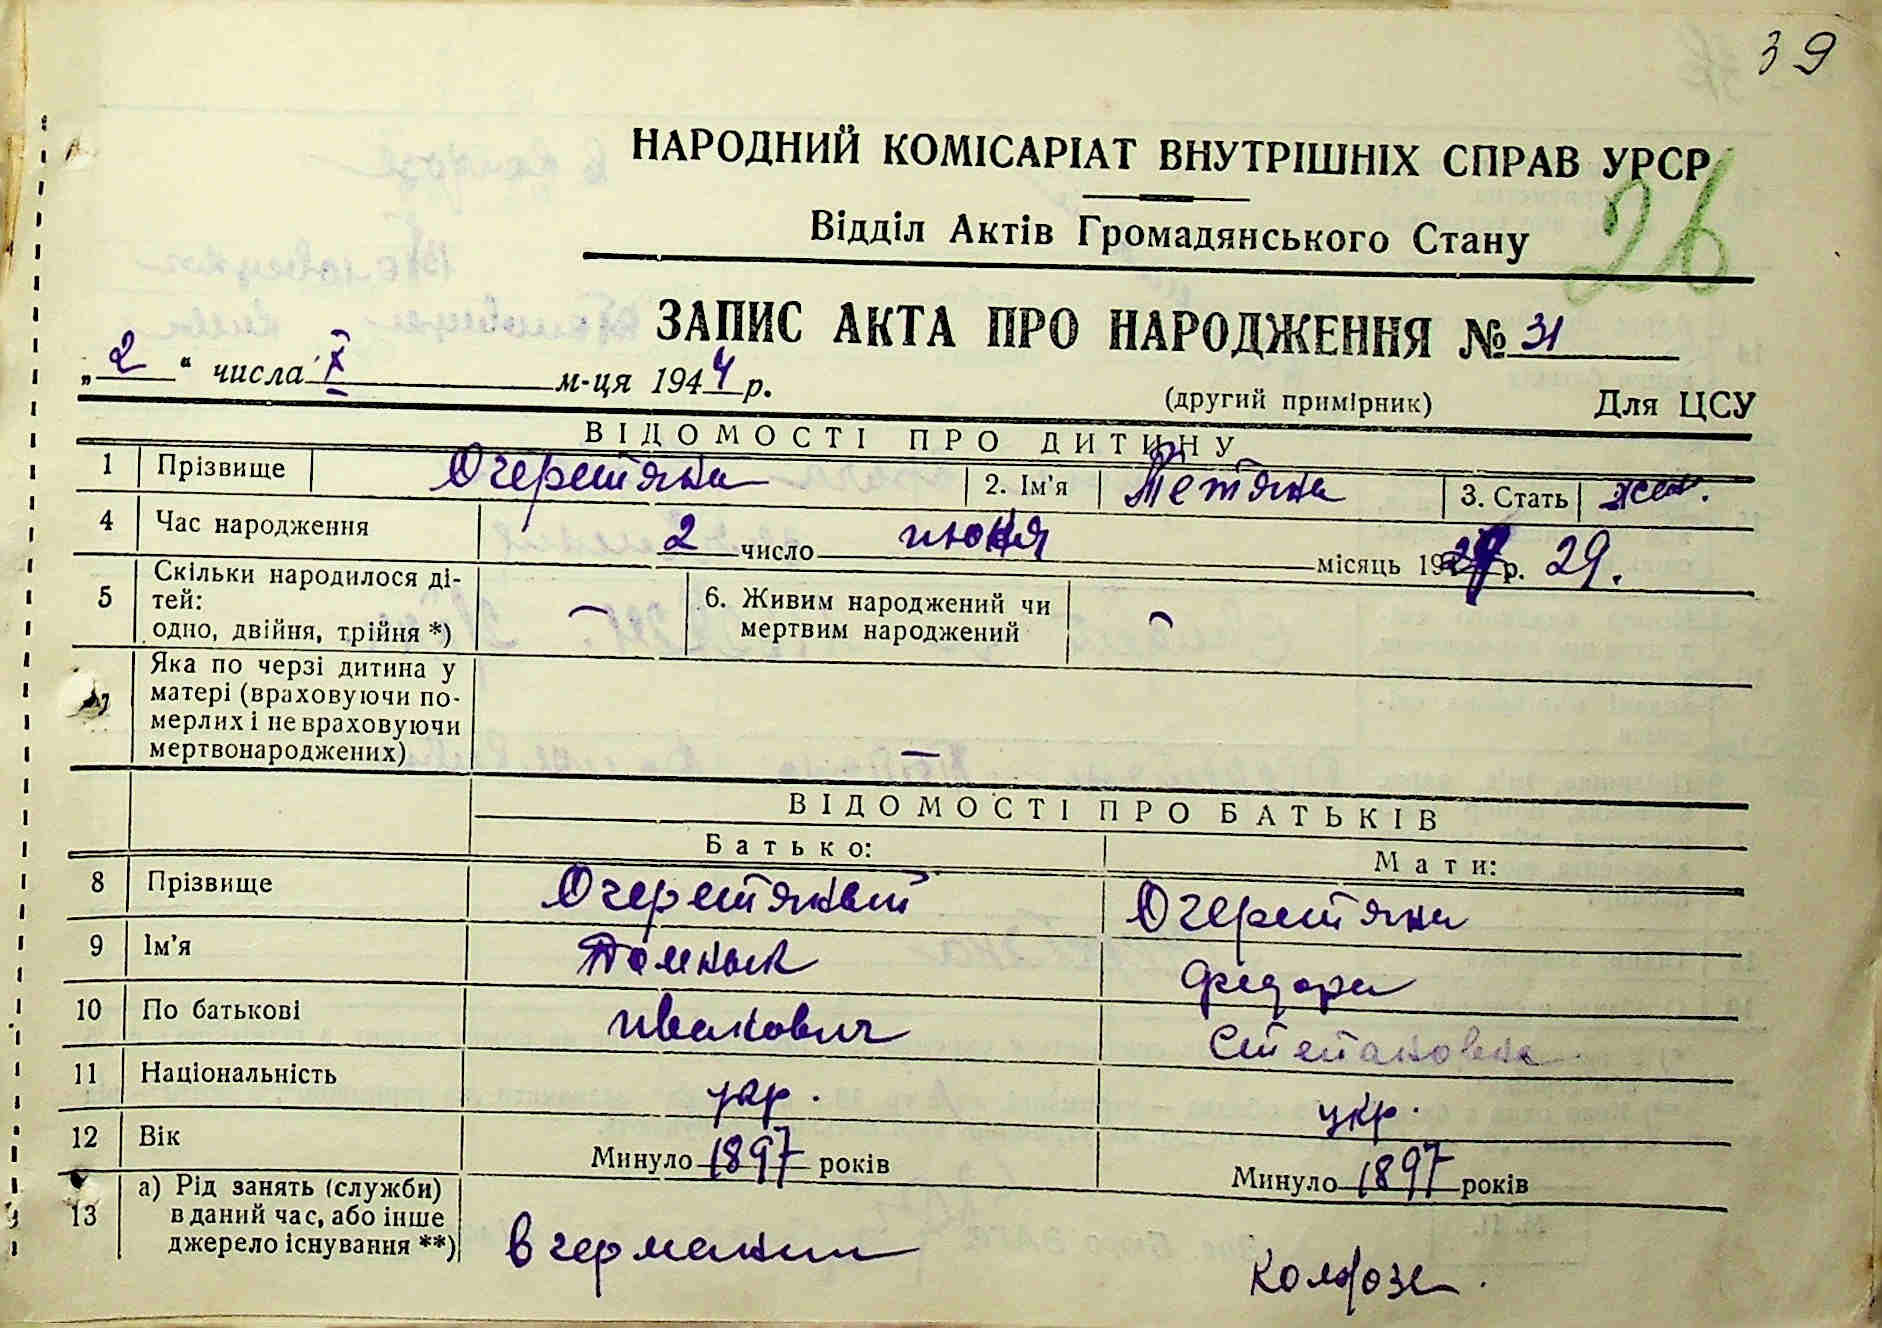 39
НАРОДНИЙ КОМІСАРІАТ ВНУТРІШНІХ СПРАВ УРСР
26
Відділ Актів Громадянського Стану
ЗАПИС АКТА ПРО НАРОДЖЕННЯ № 31
„2“ числа X м-ця 1944 р.
(другий примірник) Для ЦСУ
ВІДОМОСТІ ПРО ДИТИНУ
1 Прізвище Очеретяна 2. Ім’я Тетяна 3. Стать жен.
4 Час народження 2 число июня місяць 19 р. 29.
5 Скільки народилося ді-
тей:
одно, двійня, трійня *) — 6. Живим народжений чи
мертвим народжений —
7 Яка по черзі дитина у
матері (враховуючи по-
мерлих і не враховуючи
мертвонароджених) —
ВІДОМОСТІ ПРО БАТЬКІВ
Батько: Мати:
8 Прізвище Очеретяный Очеретяна
9 Ім’я Федора
10 По батькові Иванович Степановна
11 Національність укр. укр.
12 Вік Минуло 1897 років Минуло 1897 років
13 а) Рід занять (служби)
в даний час, або інше
джерело існування **) в германии колхозе.